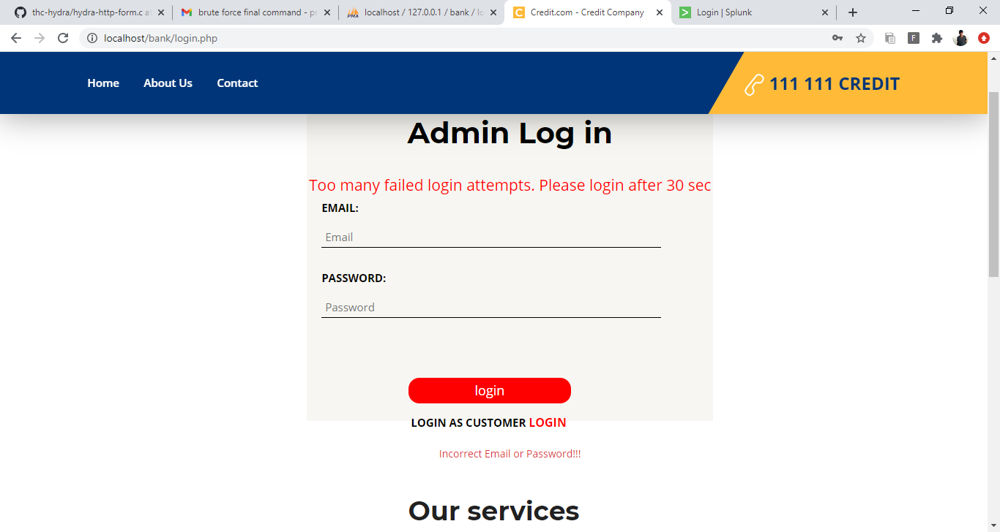 thc-hydra/hydra-http-form.c at
brute force final command - pr
localhost / 127.0.0.1 / bank / lo
Credit.com - Credit Company
Login | Splunk
localhost/bank/login.php
Home About Us Contact
111 111 CREDIT
Admin Log in
Too many failed login attempts. Please login after 30 sec
EMAIL:
Email
PASSWORD:
Password
login
LOGIN AS CUSTOMER LOGIN
Incorrect Email or Password!!!
Our services